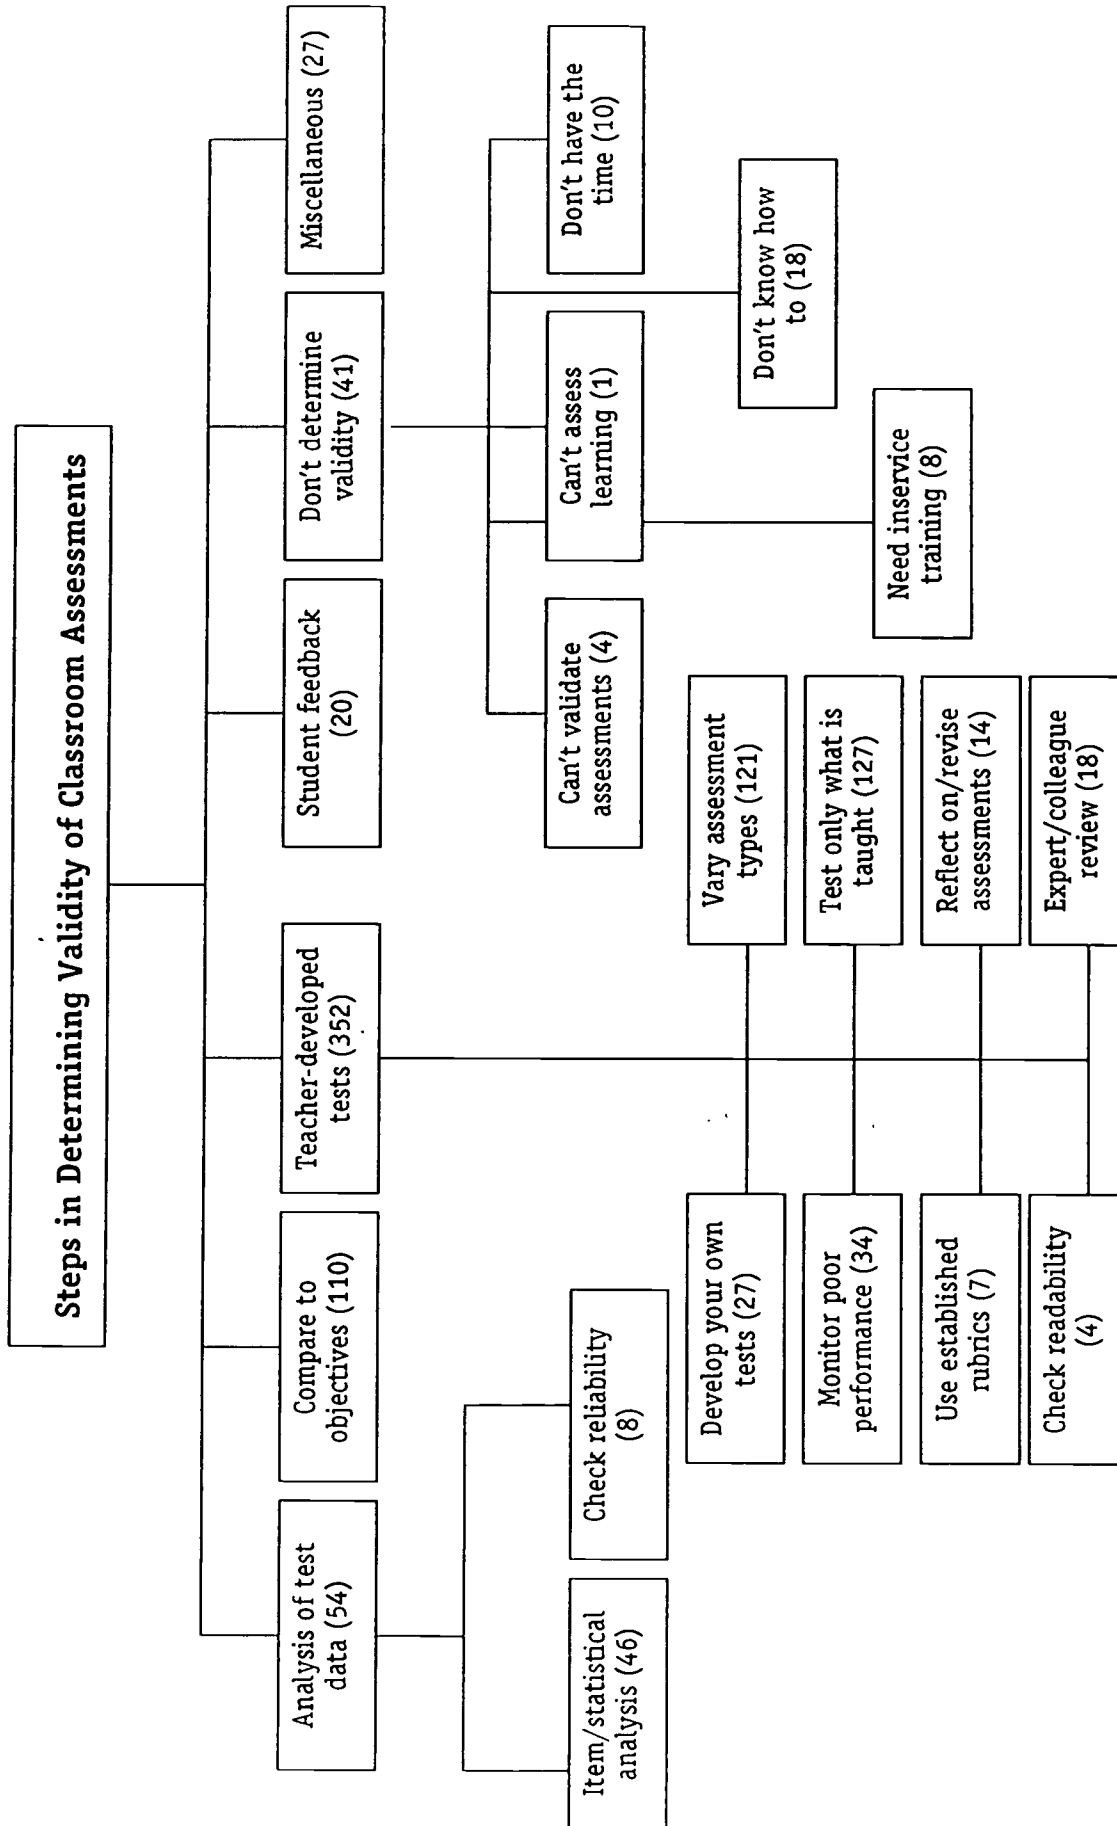 Steps in Determining Validity of Classroom Assessments
Analysis of test
data (54)
Compare to
objectives (110)
Teacher-developed
tests (352)
Student feedback
(20)
Don't determine
validity (41)
Miscellaneous (27)
Item/statistical
analysis (46)
Check reliability
(8)
Can't validate
assessments (4)
Can't assess
learning (1)
Don't have the
time (10)
Don't know how
to (18)
Need inservice
training (8)
Develop your own
tests (27)
Vary assessment
types (121)
Monitor poor
performance (34)
Test only what is
taught (127)
Use established
rubrics (7)
Reflect on/revise
assessments (14)
Check readability
(4)
Expert/colleague
review (18)